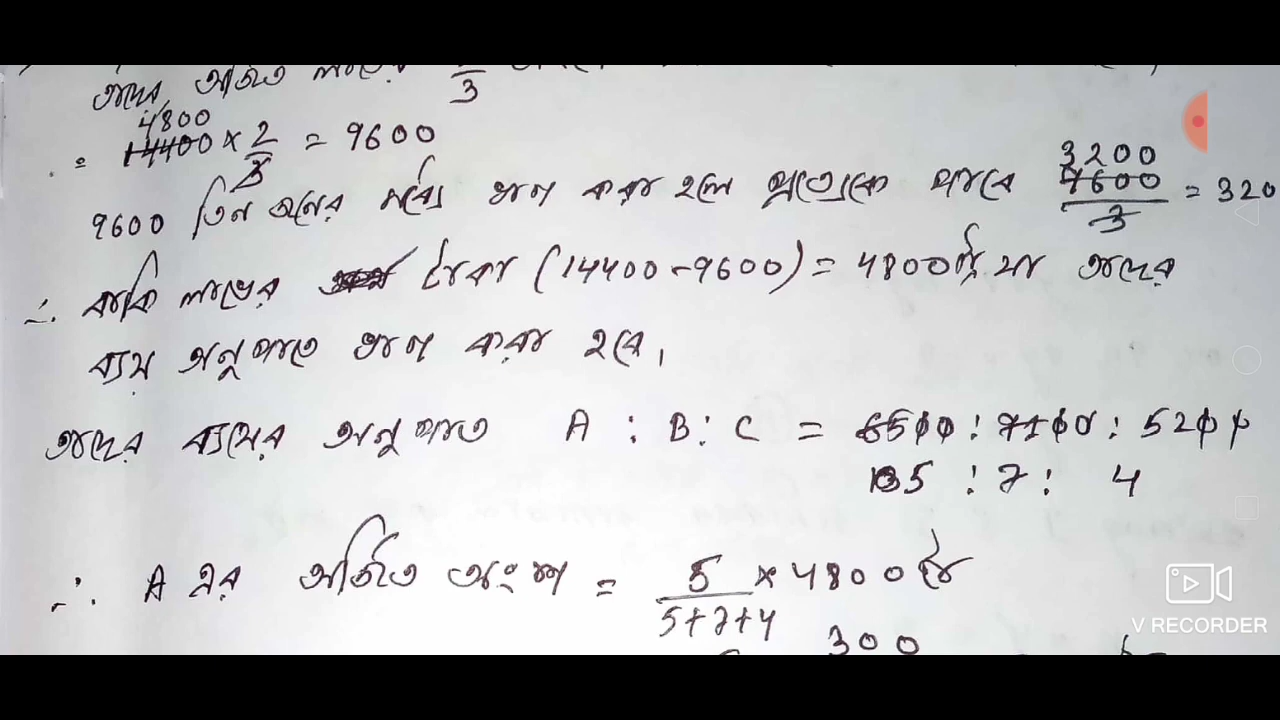 তাদের অর্জিত লাভের 3
4800
∴ 14400 × 2/3 = 9600
9600 তিন জনের মধ্যে ভাগ করা হলে প্রত্যেকে পাবে 3200 9600/3 = 320
∴ বাকি লাভের টাকা (14400 - 9600) = 4800 টা যা তাদের
ব্যয় অনুপাতে ভাগ করা হবে,
তাদের ব্যয়ের অনুপাত A : B : C = 6500 : 9100 : 5200
5 : 7 : 4
∴ A এর অর্জিত অংশ = 5/5+7+4 × 4800 টা
300
V RECORDER